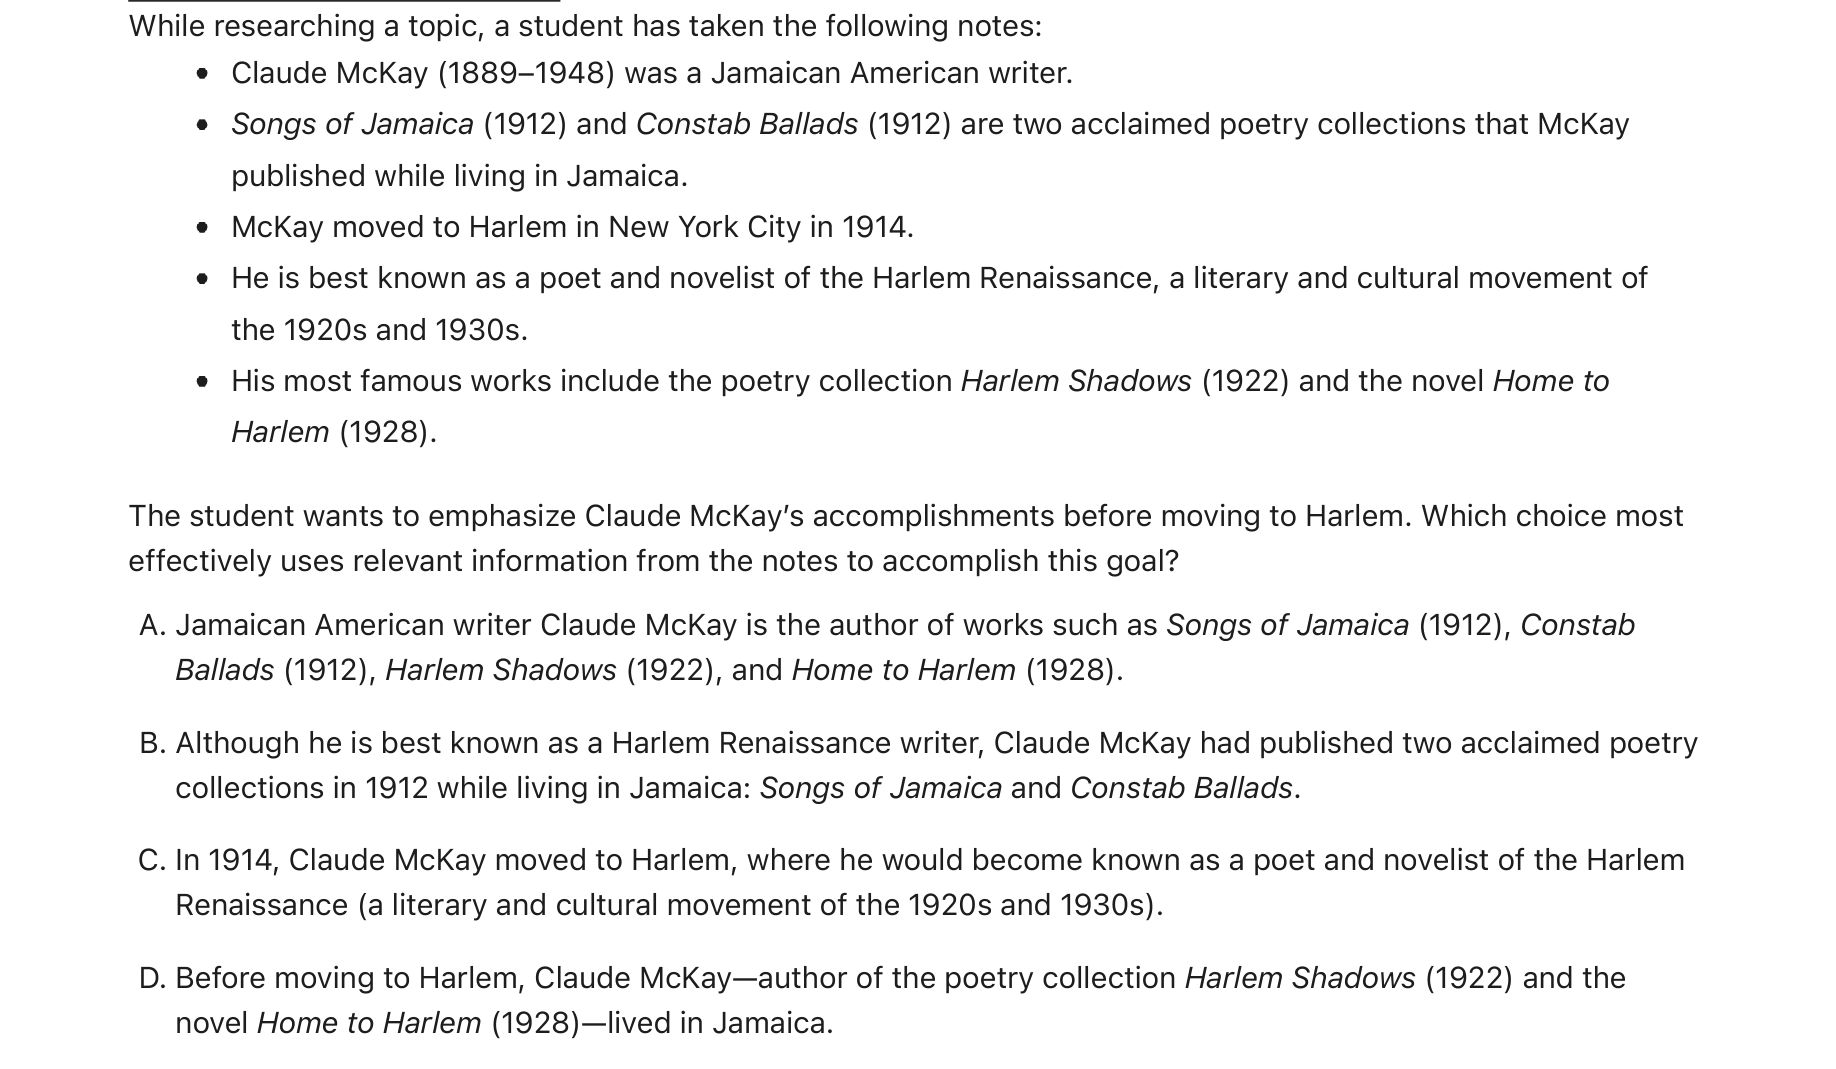 While researching a topic, a student has taken the following notes:
• Claude McKay (1889–1948) was a Jamaican American writer.
• Songs of Jamaica (1912) and Constab Ballads (1912) are two acclaimed poetry collections that McKay
published while living in Jamaica.
• McKay moved to Harlem in New York City in 1914.
• He is best known as a poet and novelist of the Harlem Renaissance, a literary and cultural movement of
the 1920s and 1930s.
• His most famous works include the poetry collection Harlem Shadows (1922) and the novel Home to
Harlem (1928).
The student wants to emphasize Claude McKay’s accomplishments before moving to Harlem. Which choice most
effectively uses relevant information from the notes to accomplish this goal?
A. Jamaican American writer Claude McKay is the author of works such as Songs of Jamaica (1912), Constab
Ballads (1912), Harlem Shadows (1922), and Home to Harlem (1928).
B. Although he is best known as a Harlem Renaissance writer, Claude McKay had published two acclaimed poetry
collections in 1912 while living in Jamaica: Songs of Jamaica and Constab Ballads.
C. In 1914, Claude McKay moved to Harlem, where he would become known as a poet and novelist of the Harlem
Renaissance (a literary and cultural movement of the 1920s and 1930s).
D. Before moving to Harlem, Claude McKay—author of the poetry collection Harlem Shadows (1922) and the
novel Home to Harlem (1928)—lived in Jamaica.